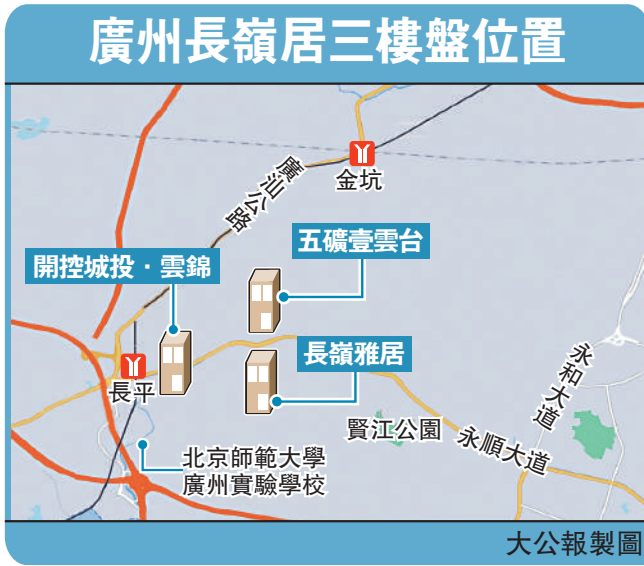 廣州長嶺居三樓盤位置
金坑
廣汕公路
五礦壹雲台
開控城投·雲錦
長嶺雅居
長平
永和大道
賢江公園
永順大道
北京師範大學
廣州實驗學校
大公報製圖